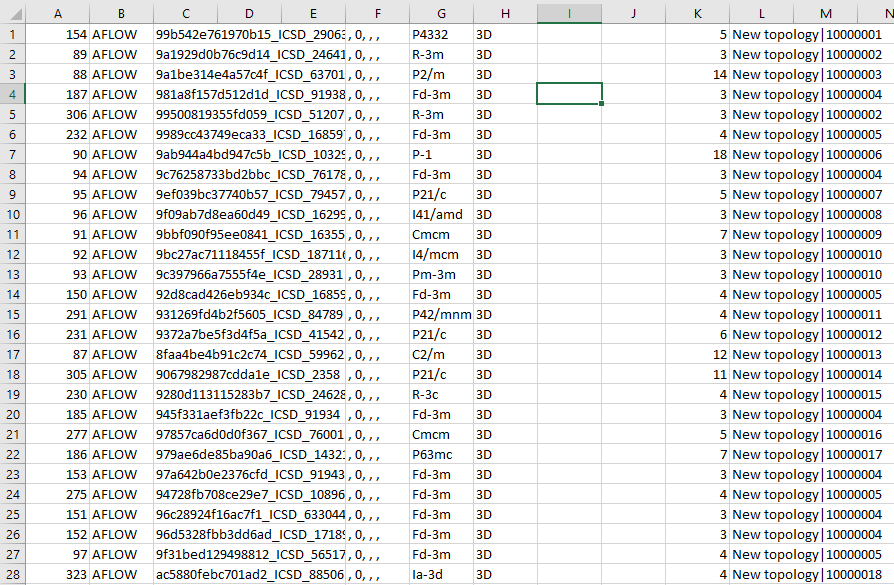 A B C D E F G H I J K L M N
1 154 AFLOW 99b542e761970b15_ICSD_29063 , 0, , , P4332 3D 5 New topology|10000001
2 89 AFLOW 9a1929d0b76c9d14_ICSD_24641 , 0, , , R-3m 3D 3 New topology|10000002
3 88 AFLOW 9a1be314e4a57c4f_ICSD_63701 , 0, , , P2/m 3D 14 New topology|10000003
4 187 AFLOW 981a8f157d512d1d_ICSD_91938 , 0, , , Fd-3m 3D 3 New topology|10000004
5 306 AFLOW 99500819355fd059_ICSD_51207 , 0, , , R-3m 3D 3 New topology|10000002
6 232 AFLOW 9989cc43749eca33_ICSD_16859 , 0, , , Fd-3m 3D 4 New topology|10000005
7 90 AFLOW 9ab944a4bd947c5b_ICSD_10329 , 0, , , P-1 3D 18 New topology|10000006
8 94 AFLOW 9c76258733bd2bbc_ICSD_76178 , 0, , , Fd-3m 3D 3 New topology|10000004
9 95 AFLOW 9ef039bc37740b57_ICSD_79457 , 0, , , P21/c 3D 5 New topology|10000007
10 96 AFLOW 9f09ab7d8ea60d49_ICSD_16299 , 0, , , I41/amd 3D 3 New topology|10000008
11 91 AFLOW 9bbf090f95ee0841_ICSD_16355 , 0, , , Cmcm 3D 7 New topology|10000009
12 92 AFLOW 9bc27ac71118455f_ICSD_18711 , 0, , , I4/mcm 3D 3 New topology|10000010
13 93 AFLOW 9c397966a7555f4e_ICSD_28931 , 0, , , Pm-3m 3D 3 New topology|10000010
14 150 AFLOW 92d8cad426eb934c_ICSD_16859 , 0, , , Fd-3m 3D 4 New topology|10000005
15 291 AFLOW 931269fd4b2f5605_ICSD_84789 , 0, , , P42/mnm 3D 4 New topology|10000011
16 231 AFLOW 9372a7be5f3d4f5a_ICSD_41542 , 0, , , P21/c 3D 6 New topology|10000012
17 87 AFLOW 8faa4be4b91c2c74_ICSD_59962 , 0, , , C2/m 3D 12 New topology|10000013
18 305 AFLOW 9067982987cdda1e_ICSD_2358 , 0, , , P21/c 3D 11 New topology|10000014
19 230 AFLOW 9280d113115283b7_ICSD_24628 , 0, , , R-3c 3D 4 New topology|10000015
20 185 AFLOW 945f331aef3fb22c_ICSD_91934 , 0, , , Fd-3m 3D 3 New topology|10000004
21 277 AFLOW 97857ca6d0d0f367_ICSD_76001 , 0, , , Cmcm 3D 5 New topology|10000016
22 186 AFLOW 979ae6de85ba90a6_ICSD_1432 , 0, , , P63mc 3D 7 New topology|10000017
23 153 AFLOW 97a642b0e2376cfd_ICSD_91943 , 0, , , Fd-3m 3D 3 New topology|10000004
24 275 AFLOW 94728fb708ce29e7_ICSD_10896 , 0, , , Fd-3m 3D 4 New topology|10000005
25 151 AFLOW 96c28924f16ac7f1_ICSD_633044 , 0, , , Fd-3m 3D 3 New topology|10000004
26 152 AFLOW 96d5328fbb3dd6ad_ICSD_17189 , 0, , , Fd-3m 3D 3 New topology|10000004
27 97 AFLOW 9f31bed129498812_ICSD_56517 , 0, , , Fd-3m 3D 4 New topology|10000005
28 323 AFLOW ac5880febc701ad2_ICSD_88506 , 0, , , Ia-3d 3D 4 New topology|10000018